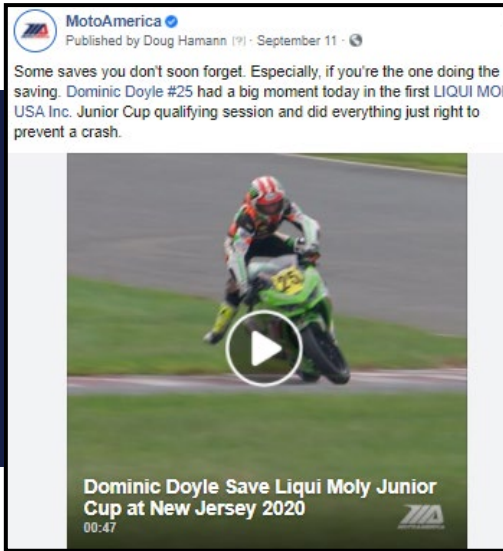 MotoAmerica
Published by Doug Hamann [?] · September 11 ·
Some saves you don't soon forget. Especially, if you're the one doing the
saving. Dominic Doyle #25 had a big moment today in the first LIQUI MOL
USA Inc. Junior Cup qualifying session and did everything just right to
prevent a crash.
25
Dominic Doyle Save Liqui Moly Junior
Cup at New Jersey 2020
00:47
MOTOAMERICA